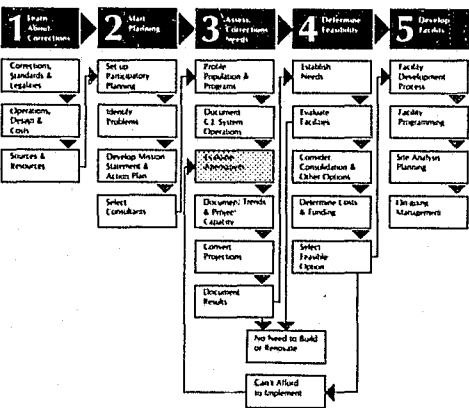 1 Learn
About
Corrections
2 Start
Planning
3 Assess
Corrections
Needs
4 Determine
Feasibility
5 Develop
Facility
Corrections,
Standards &
Legalities
Operations,
Design &
Costs
Sources &
Resources
Set up
Participatory
Planning
Identify
Problems
Develop Mission
Statement &
Action Plan
Select
Consultants
Profile
Population &
Programs
Document
C.J. System
Operations
Evaluate
Alternatives
Document Trends
& Project
Capacity
Convert
Projections
Document
Results
Establish
Needs
Evaluate
Facilities
Consider
Consolidation &
Other Options
Determine Costs
& Funding
Select
Feasible
Option
Facility
Development
Process
Facility
Programming
Site Analysis
Planning
Ongoing
Management
No Need to Build
or Renovate
Can't Afford
to Implement